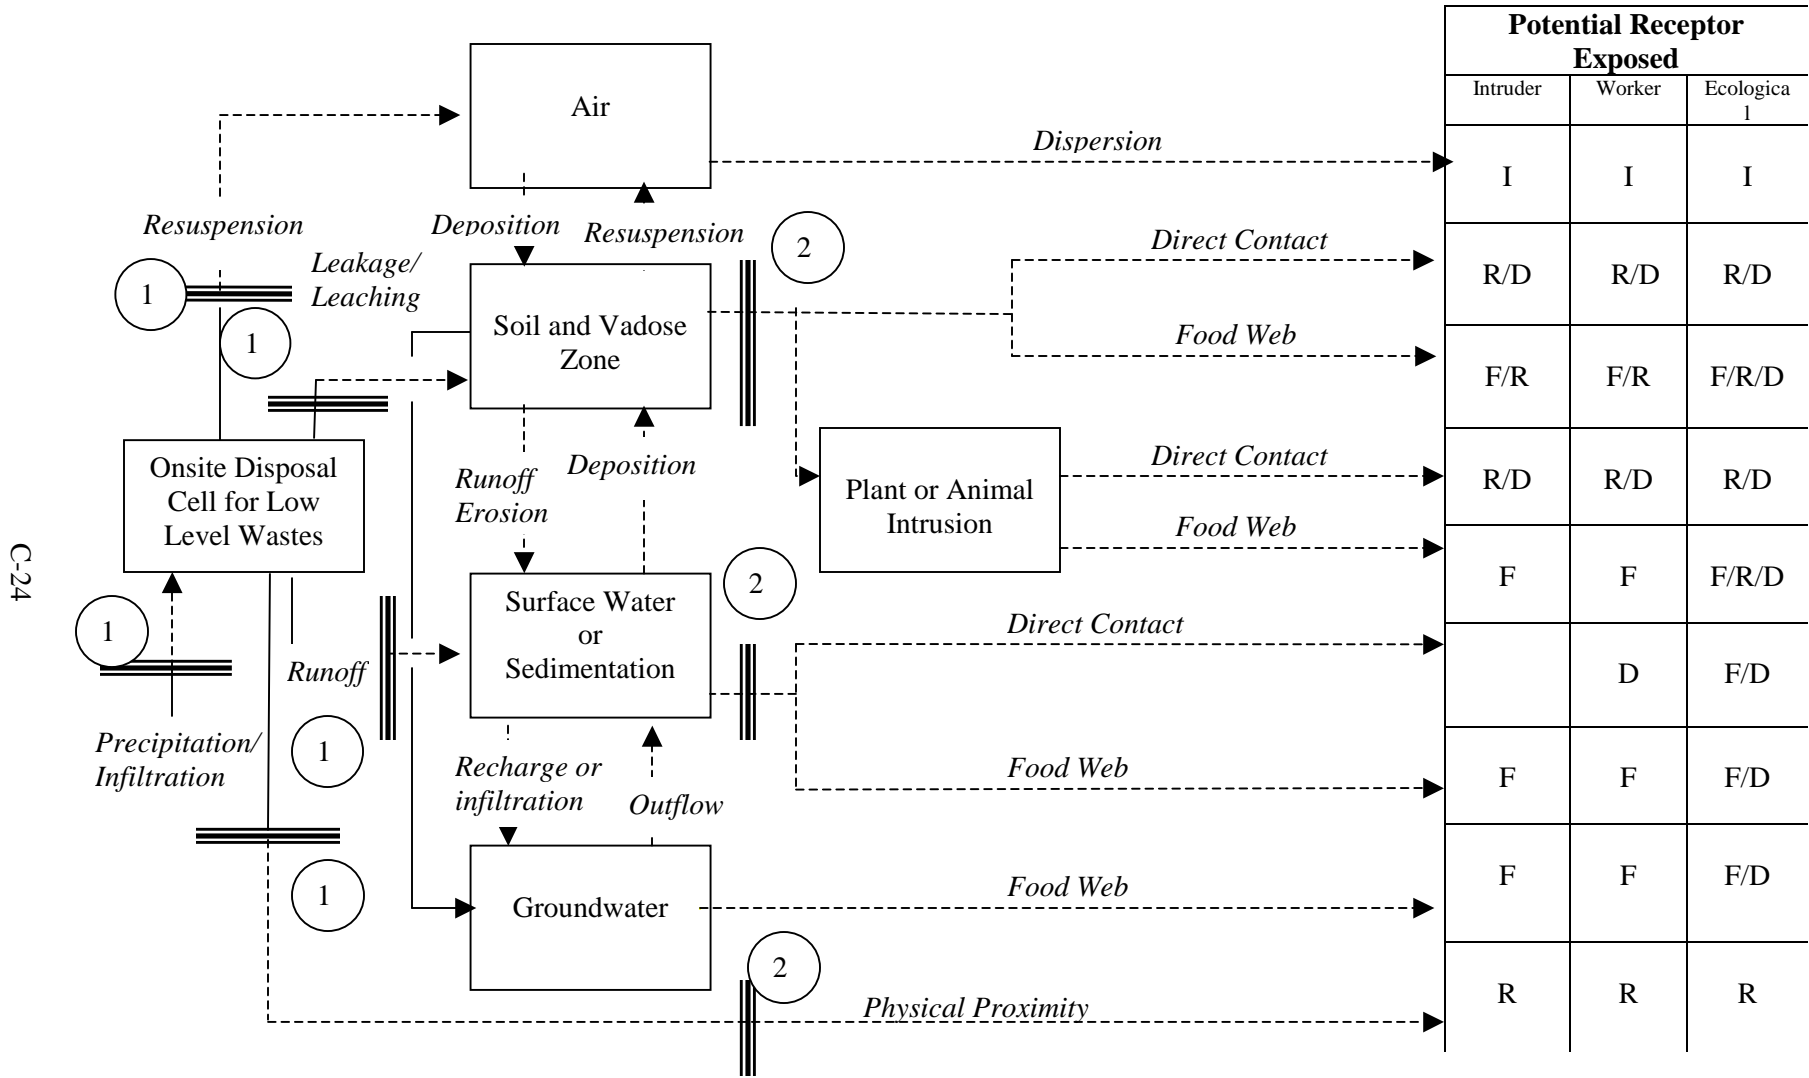 Potential Receptor
Exposed
Intruder
Worker
Ecologica
l
Air
Dispersion
I
I
I
Resuspension
Deposition
Resuspension
2
Direct Contact
Leakage/
Leaching
1
R/D
R/D
R/D
1
Soil and Vadose
Zone
Food Web
F/R
F/R
F/R/D
Onsite Disposal
Cell for Low
Level Wastes
Runoff
Erosion
Deposition
Plant or Animal
Intrusion
Direct Contact
R/D
R/D
R/D
Food Web
C-24
F
F
F/R/D
1
Surface Water
or
Sedimentation
2
Direct Contact
Runoff
D
F/D
Precipitation/
Infiltration
1
Recharge or
infiltration
Outflow
Food Web
F
F
F/D
1
Groundwater
Food Web
F
F
F/D
2
Physical Proximity
R
R
R